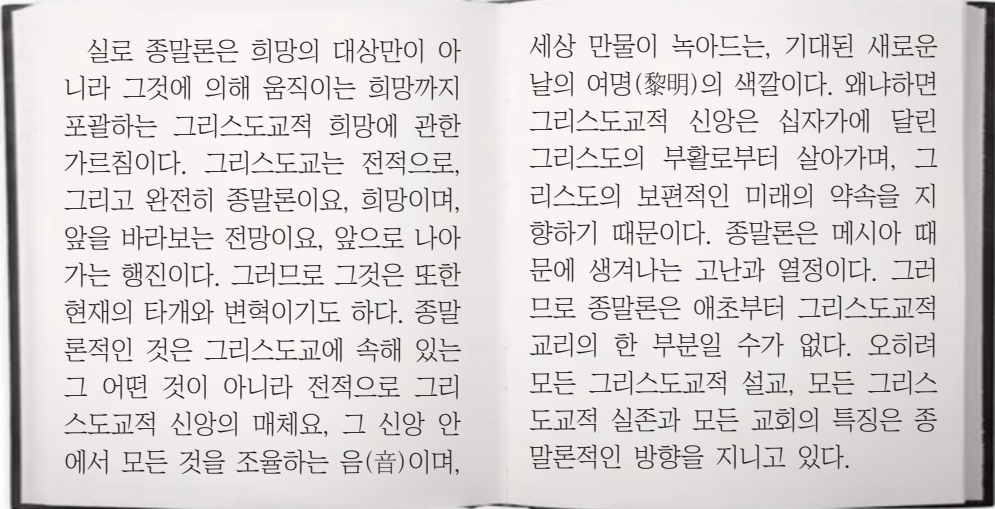 실로 종말론은 희망의 대상만이 아
니라 그것에 의해 움직이는 희망까지
포괄하는 그리스도교적 희망에 관한
가르침이다. 그리스도교는 전적으로,
그리고 완전히 종말론이요, 희망이며,
앞을 바라보는 전망이요, 앞으로 나아
가는 행진이다. 그러므로 그것은 또한
현재의 타개와 변혁이기도 하다. 종말
론적인 것은 그리스도교에 속해 있는
그 어떤 것이 아니라 전적으로 그리
스도교적 신앙의 매체요, 그 신앙 안
에서 모든 것을 조율하는 음(音)이며,
세상 만물이 녹아드는, 기대된 새로운
날의 여명(黎明)의 색깔이다. 왜냐하면
그리스도교적 신앙은 십자가에 달린
그리스도의 부활로부터 살아가며, 그
리스도의 보편적인 미래의 약속을 지
향하기 때문이다. 종말론은 메시아 때
문에 생겨나는 고난과 열정이다. 그러
므로 종말론은 애초부터 그리스도교적
교리의 한 부분일 수가 없다. 오히려
모든 그리스도교적 설교, 모든 그리스
도교적 실존과 모든 교회의 특징은 종
말론적인 방향을 지니고 있다.